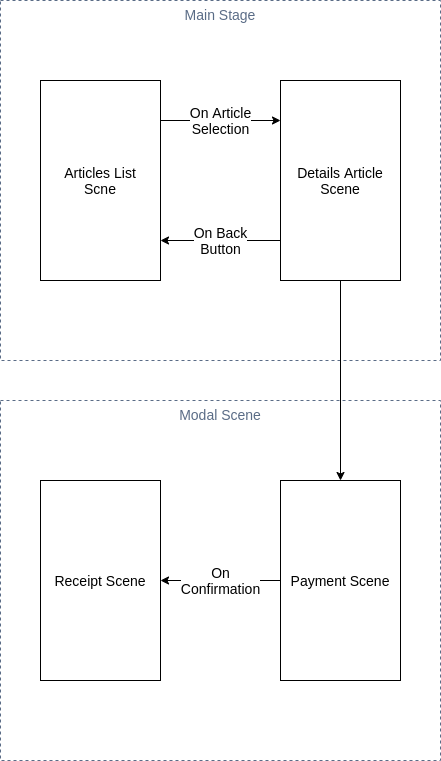 Main Stage
On Article
Selection
Articles List
Scne
Details Article
Scene
On Back
Button
Modal Scene
On
Confirmation
Receipt Scene
Payment Scene